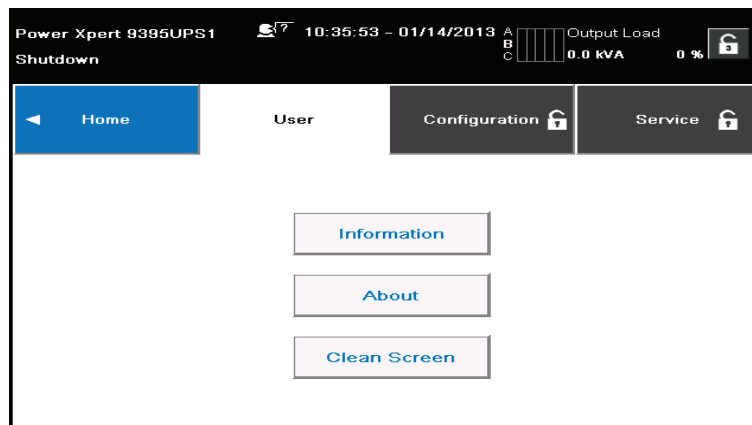 Power Xpert 9395UPS1
Shutdown
? 10:35:53 - 01/14/2013
A
B
C
Output Load
0.0 kVA 0 %
Home
User
Configuration
Service
Information
About
Clean Screen